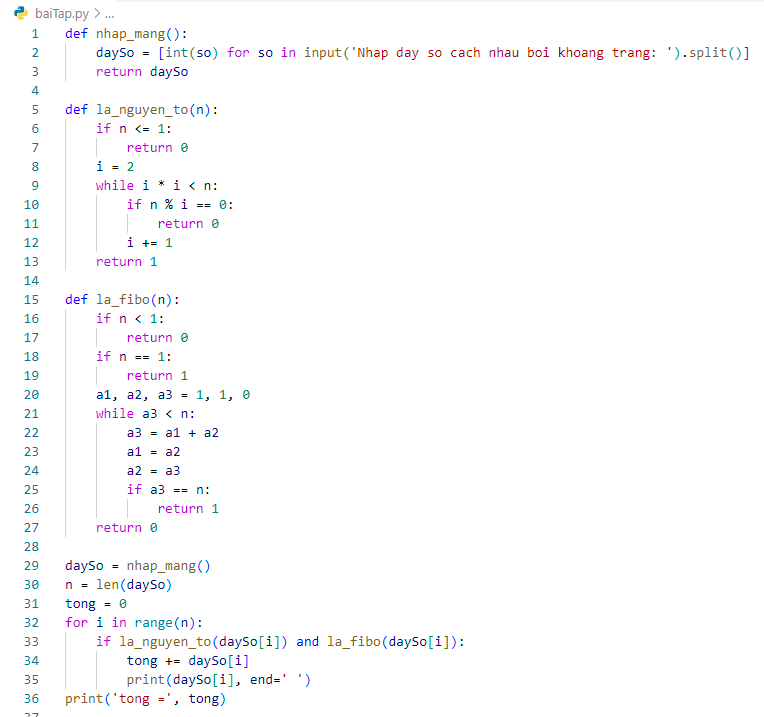 baiTap.py > ...
1 def nhap_mang():
2     daySo = [int(so) for so in input('Nhap day so cach nhau boi khoang trang: ').split()]
3     return daySo
4
5 def la_nguyen_to(n):
6     if n <= 1:
7         return 0
8     i = 2
9     while i * i < n:
10         if n % i == 0:
11             return 0
12         i += 1
13     return 1
14
15 def la_fibo(n):
16     if n < 1:
17         return 0
18     if n == 1:
19         return 1
20     a1, a2, a3 = 1, 1, 0
21     while a3 < n:
22         a3 = a1 + a2
23         a1 = a2
24         a2 = a3
25         if a3 == n:
26             return 1
27     return 0
28
29 daySo = nhap_mang()
30 n = len(daySo)
31 tong = 0
32 for i in range(n):
33     if la_nguyen_to(daySo[i]) and la_fibo(daySo[i]):
34         tong += daySo[i]
35         print(daySo[i], end=' ')
36 print('tong =', tong)
37